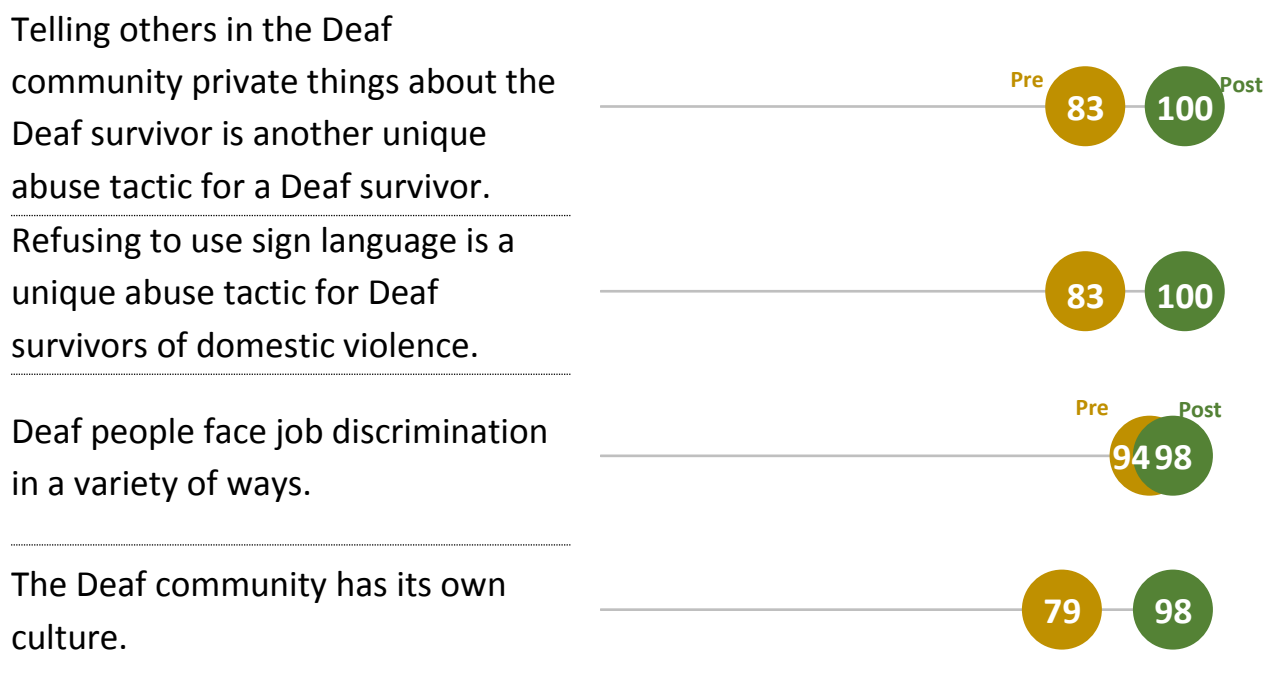 Telling others in the Deaf
community private things about the
Deaf survivor is another unique
abuse tactic for a Deaf survivor.
Pre
83
100
Post
Refusing to use sign language is a
unique abuse tactic for Deaf
survivors of domestic violence.
83
100
Deaf people face job discrimination
in a variety of ways.
Pre
Post
94
98
The Deaf community has its own
culture.
79
98